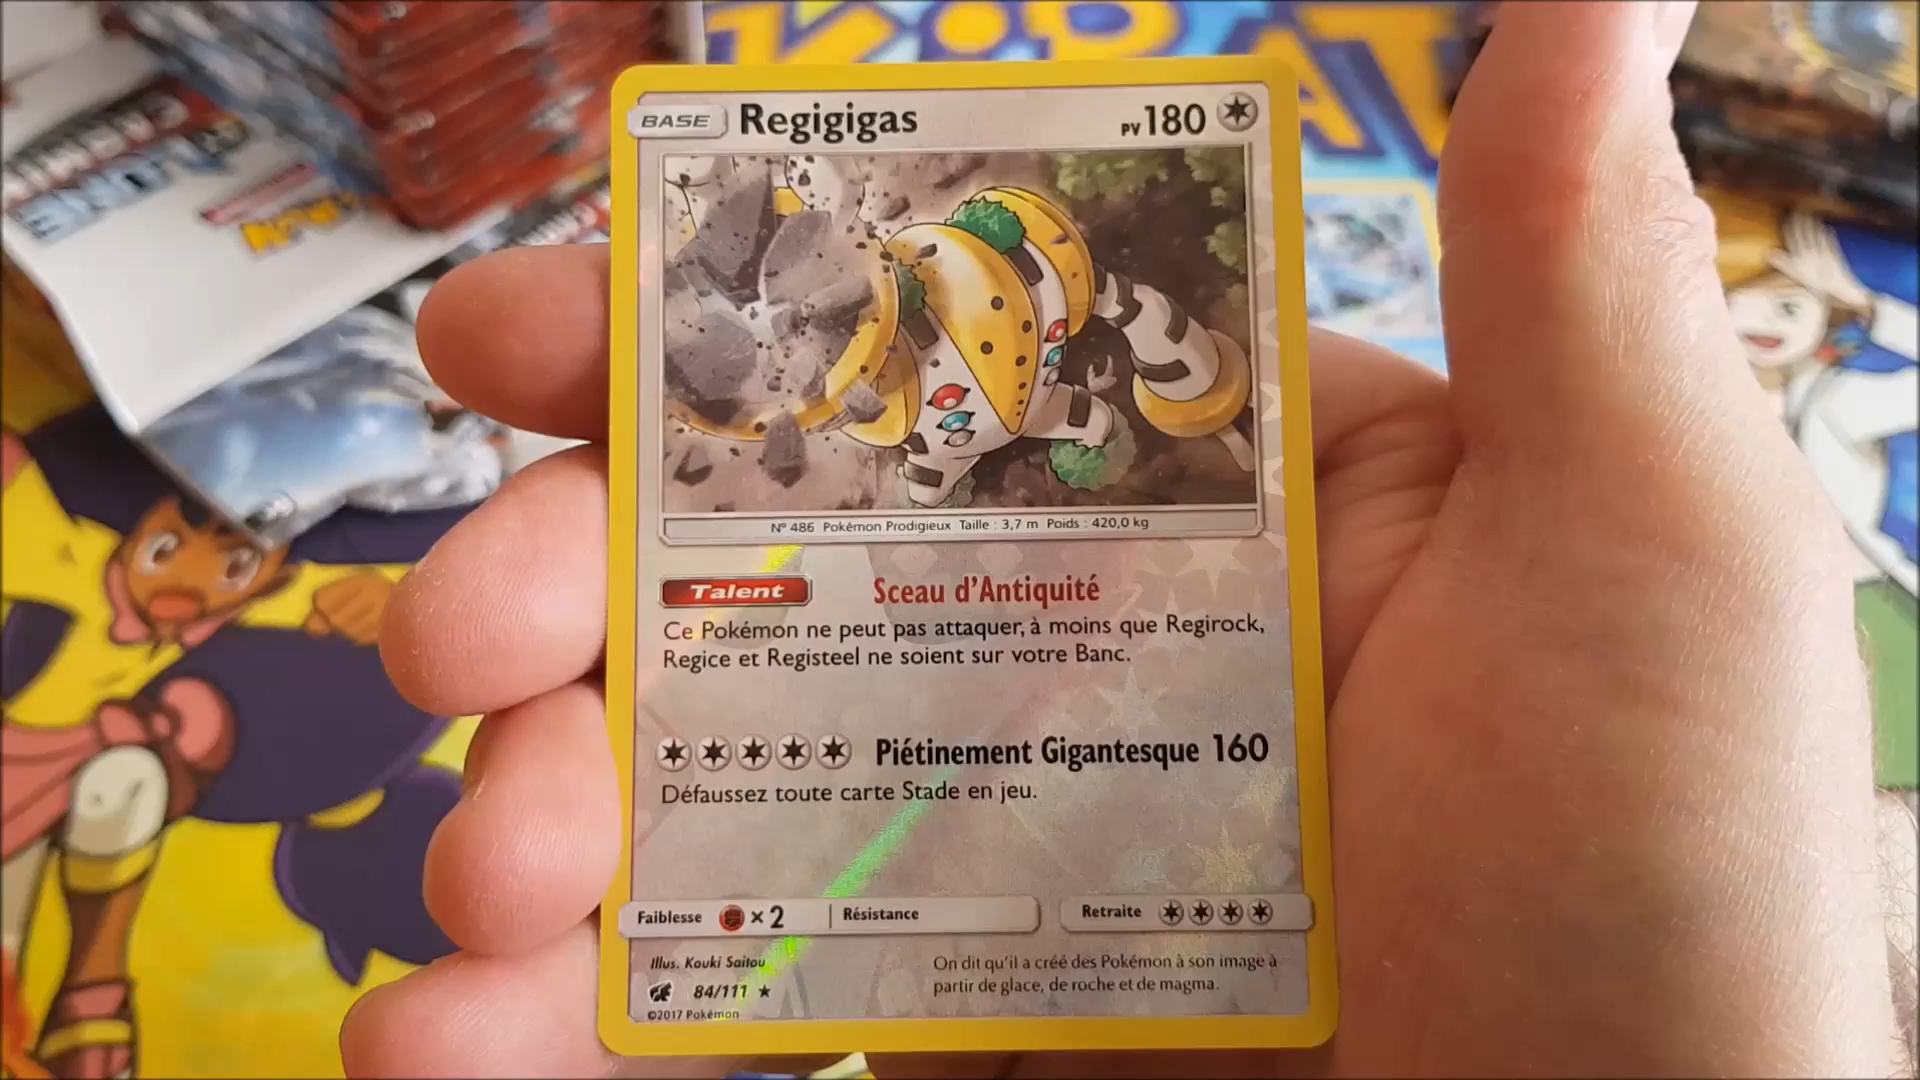 BASE Regigigas PV 180
N° 486 Pokémon Prodigieux Taille : 3,7 m Poids : 420,0 kg
Talent Sceau d'Antiquité
Ce Pokémon ne peut pas attaquer, à moins que Regirock,
Regice et Registeel ne soient sur votre Banc.
Piétinement Gigantesque 160
Défaussez toute carte Stade en jeu.
Faiblesse × 2 Résistance Retraite
Illus. Kouki Saitou
84/111 ★
©2017 Pokémon
On dit qu'il a créé des Pokémon à son image à
partir de glace, de roche et de magma.